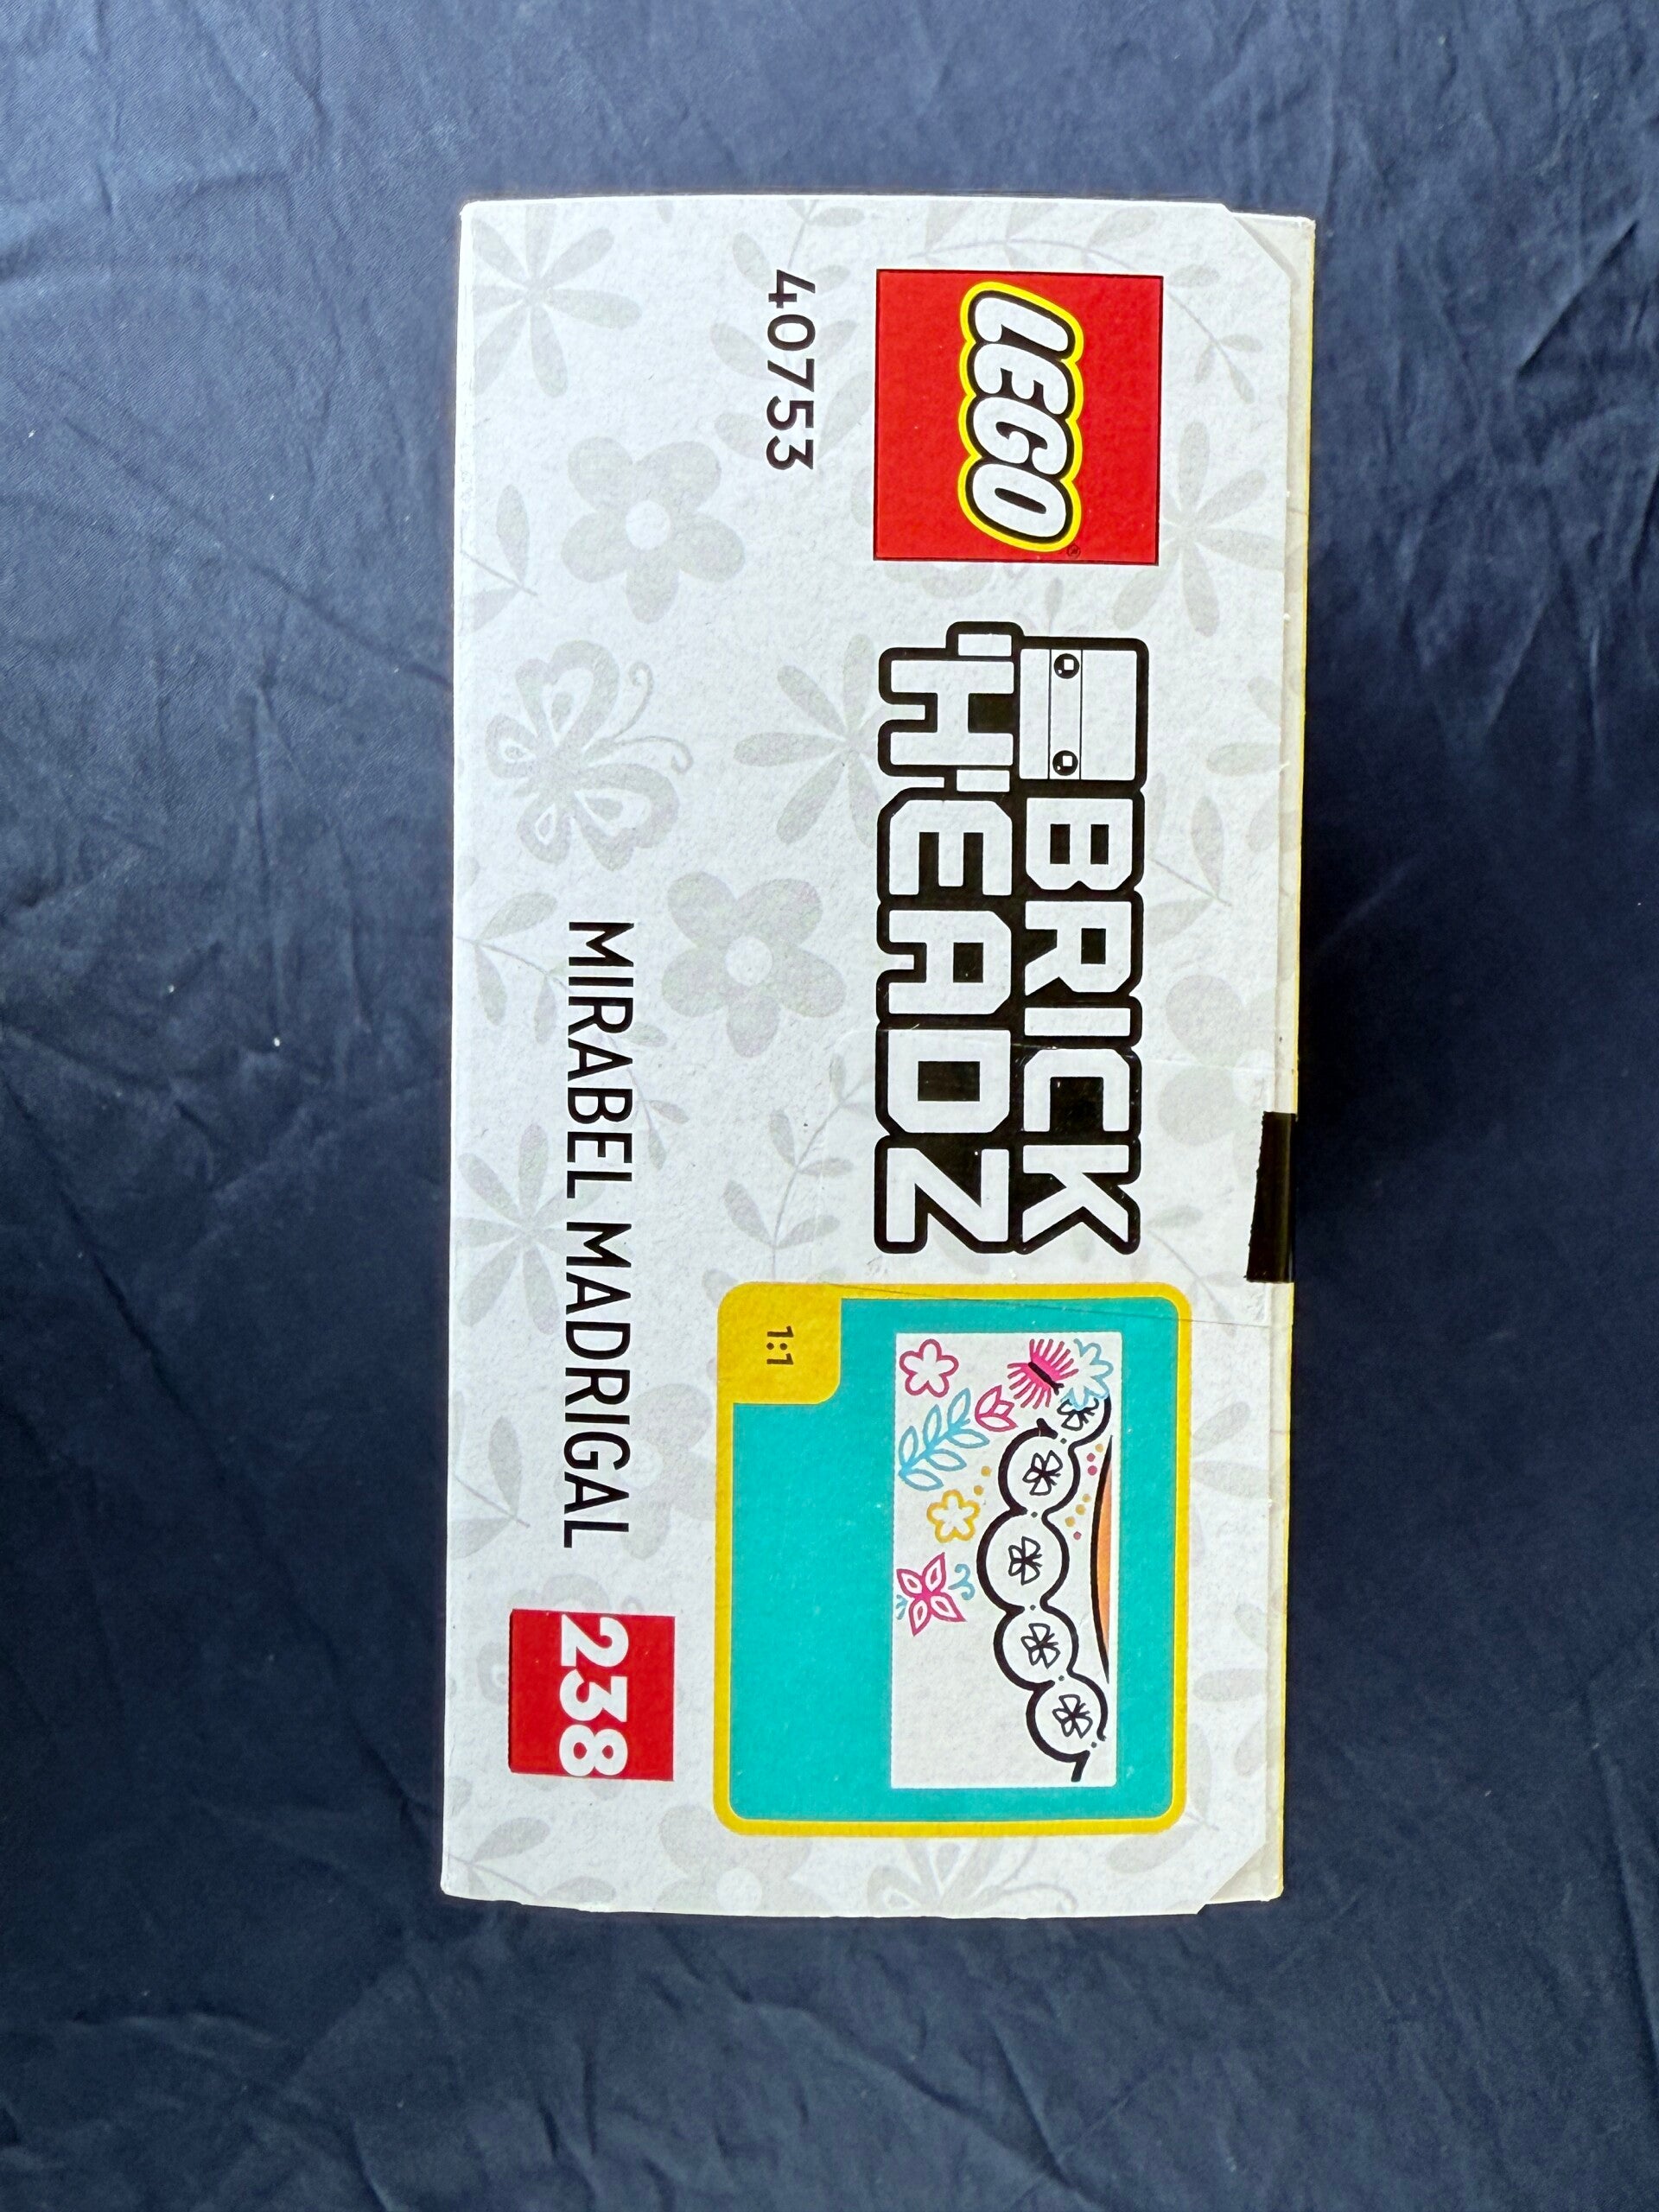 LEGO
®
BRICK
HEADZ
40753
1:1
MIRABEL MADRIGAL
238